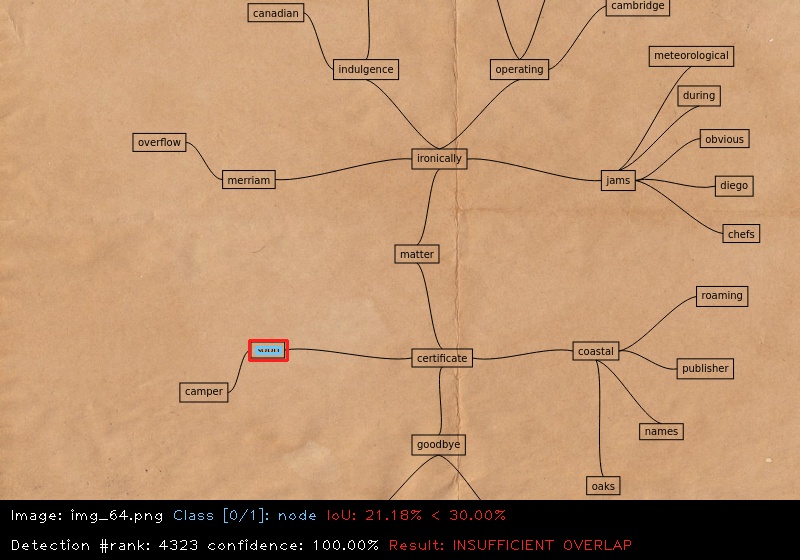 canadian
cambridge
indulgence
operating
meteorological
during
overflow
obvious
ironically
merriam
jams
diego
chefs
matter
roaming
certificate
coastal
publisher
camper
names
goodbye
oaks
Image: img_64.png Class [0/1]: node IoU: 21.18% < 30.00%
Detection #rank: 4323 confidence: 100.00% Result: INSUFFICIENT OVERLAP